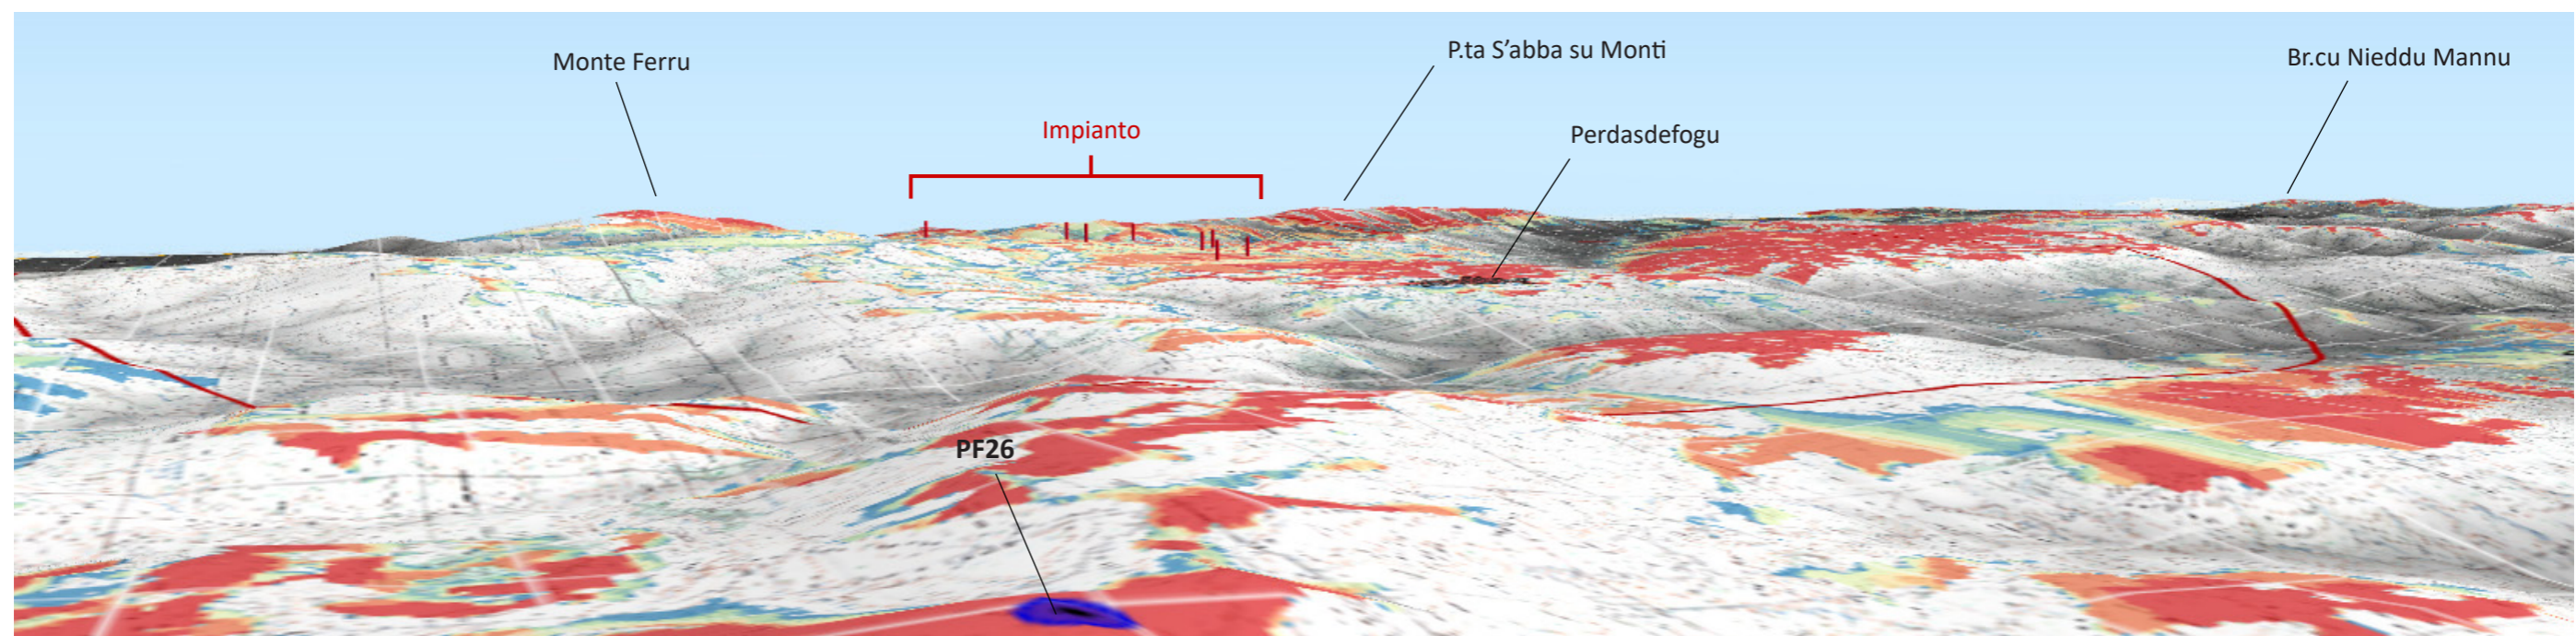 Monte Ferru
Impianto
P.ta S’abba su Monti
Perdasdefogu
Br.cu Nieddu Mannu
PF26